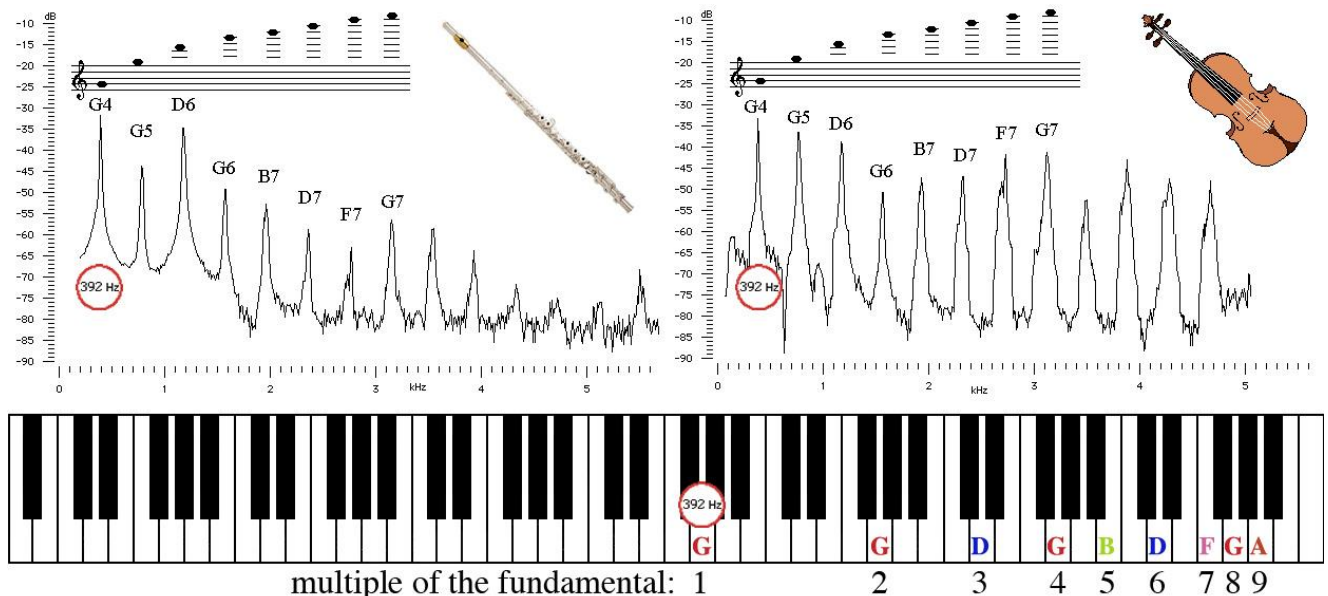 dB
-10
-15
-20
-25
-30
-35
-40
-45
-50
-55
-60
-65
-70
-75
-80
-85
-90
G4
G5
D6
G6
B7
D7
F7
G7
392 Hz
0
1
2
3
kHz
4
5
dB
-10
-15
-20
-25
-30
-35
-40
-45
-50
-55
-60
-65
-70
-75
-80
-85
-90
G4
G5
D6
G6
B7
D7
F7
G7
392 Hz
0
1
2
kHz
3
4
5
392 Hz
G G D G B D F G A
multiple of the fundamental: 1 2 3 4 5 6 7 8 9